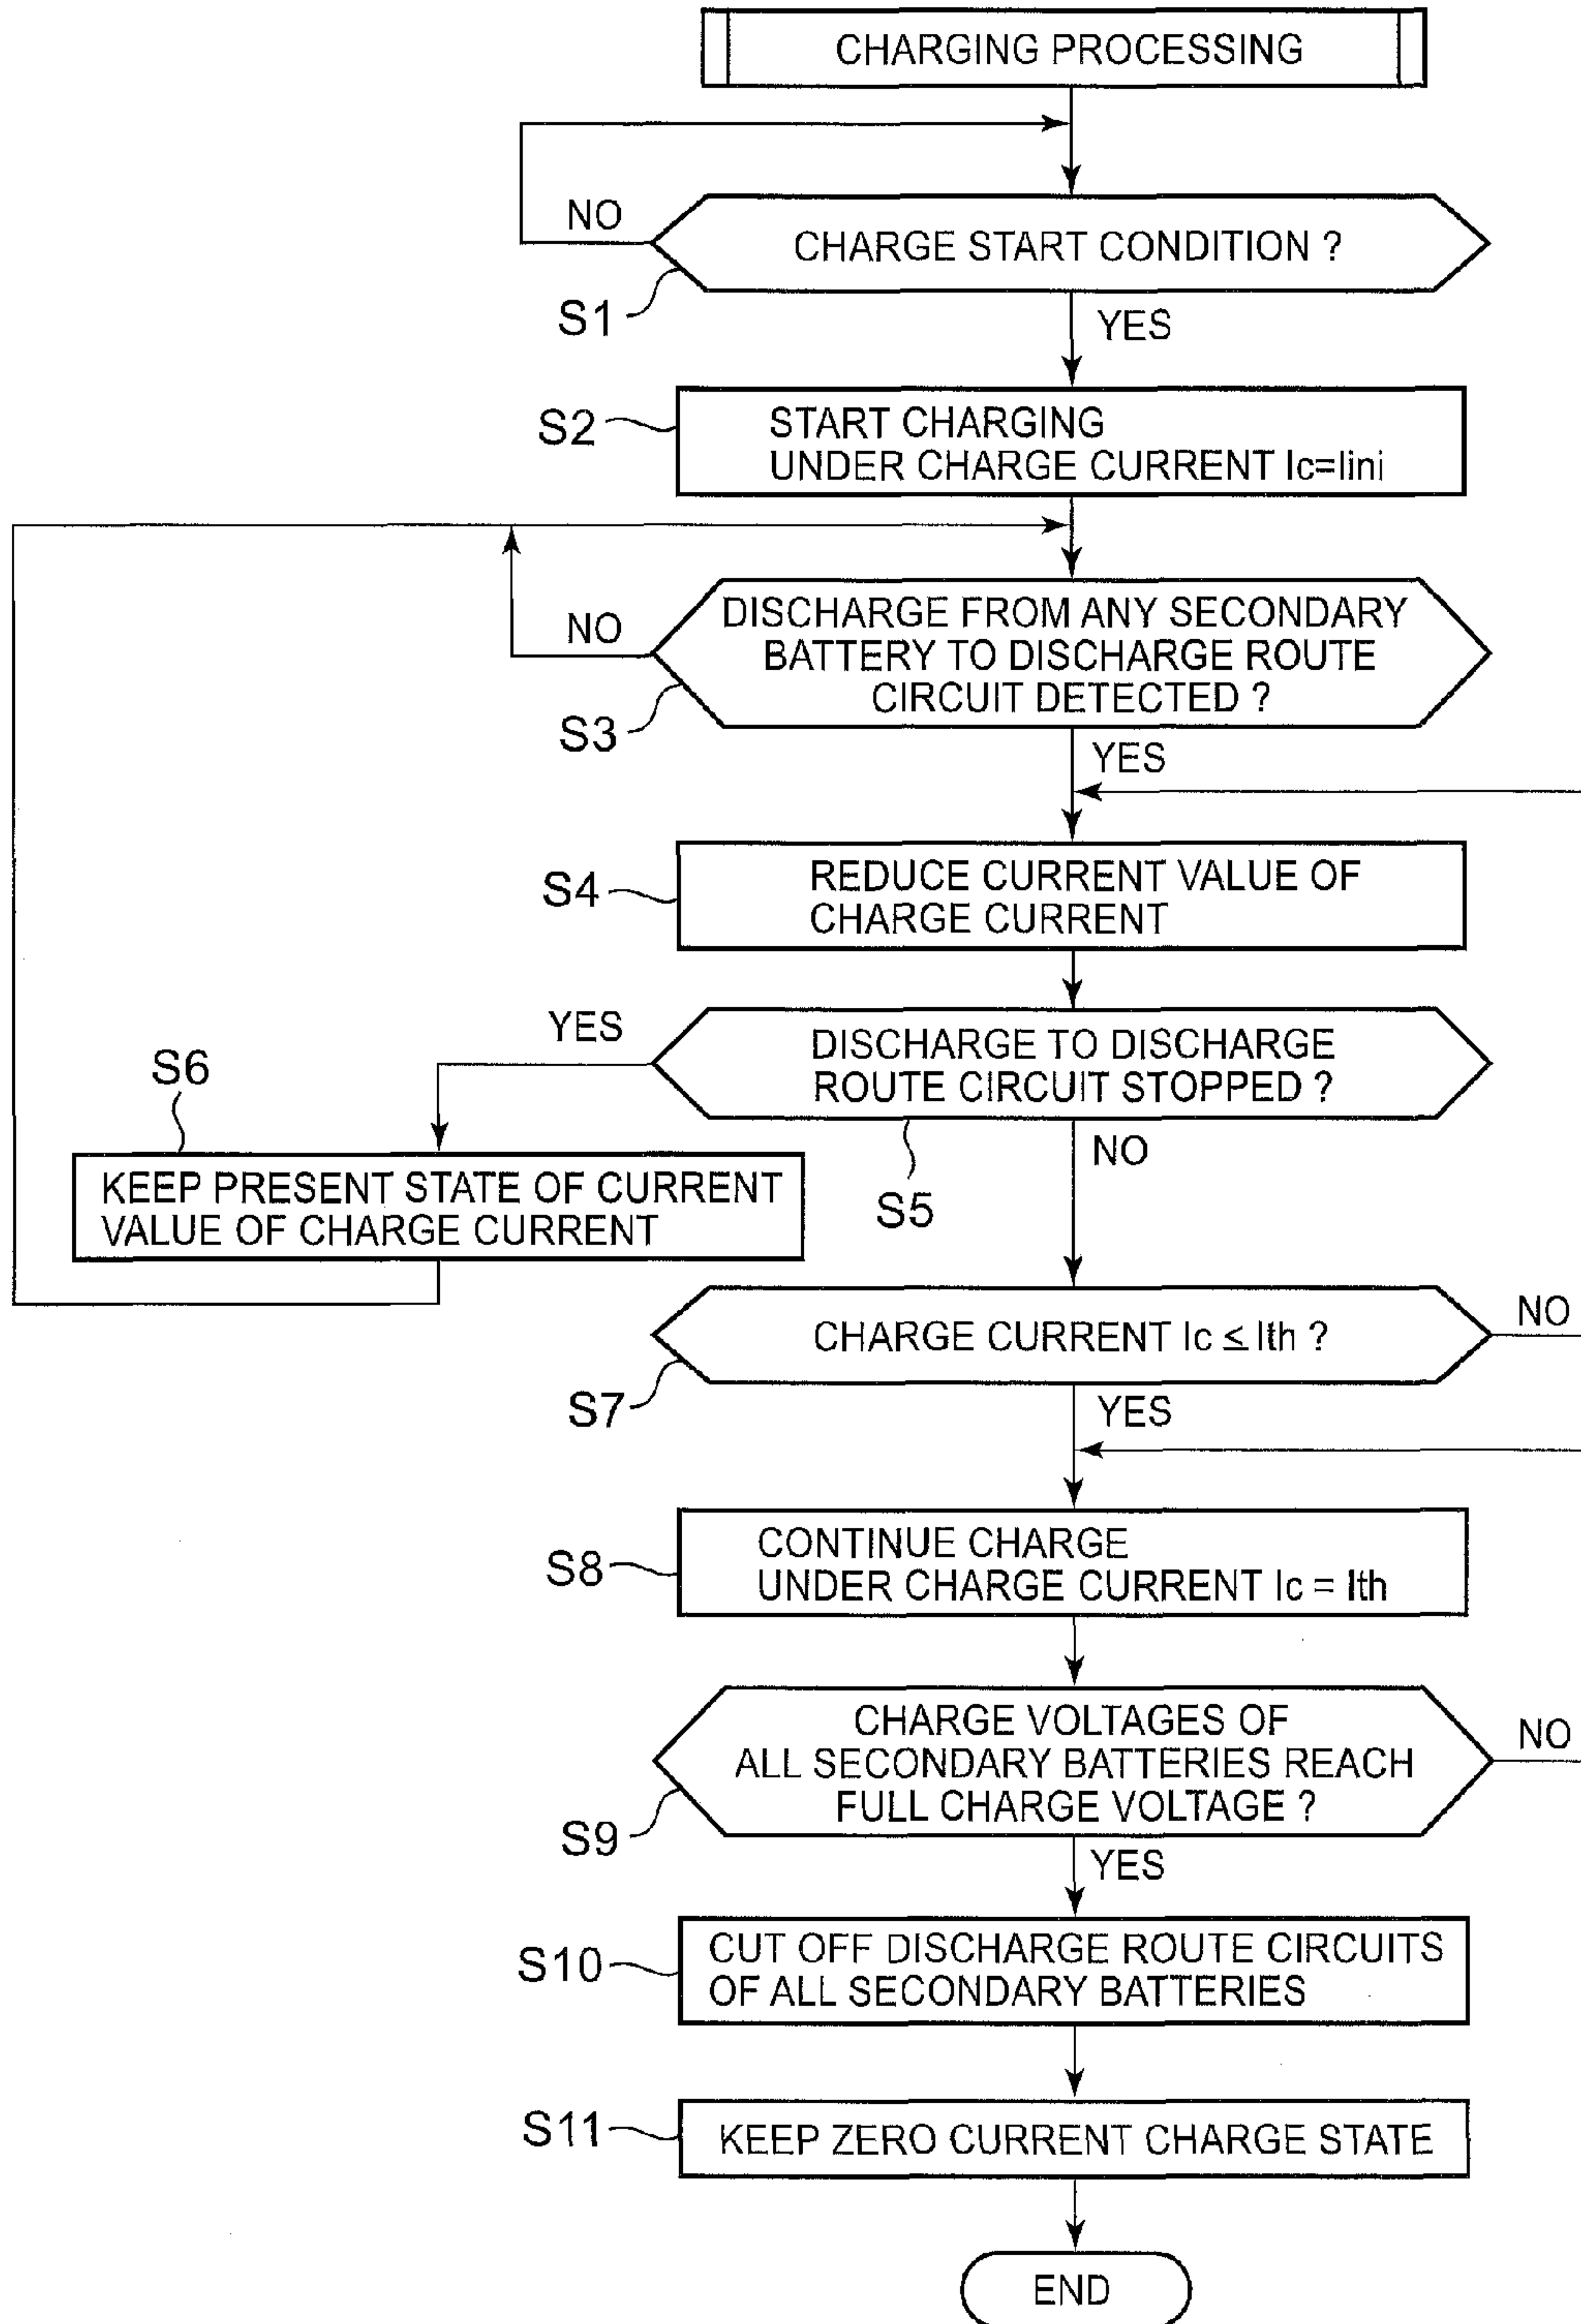 CHARGING PROCESSING
NO
CHARGE START CONDITION ?
S1
YES
S2
START CHARGING
UNDER CHARGE CURRENT Ic=Iini
NO
DISCHARGE FROM ANY SECONDARY
BATTERY TO DISCHARGE ROUTE
CIRCUIT DETECTED ?
S3
YES
S4
REDUCE CURRENT VALUE OF
CHARGE CURRENT
YES
DISCHARGE TO DISCHARGE
ROUTE CIRCUIT STOPPED ?
S6
NO
S5
KEEP PRESENT STATE OF CURRENT
VALUE OF CHARGE CURRENT
CHARGE CURRENT Ic ≤ Ith ?
NO
S7
YES
S8
CONTINUE CHARGE
UNDER CHARGE CURRENT Ic = Ith
CHARGE VOLTAGES OF
ALL SECONDARY BATTERIES REACH
FULL CHARGE VOLTAGE ?
NO
S9
YES
S10
CUT OFF DISCHARGE ROUTE CIRCUITS
OF ALL SECONDARY BATTERIES
S11
KEEP ZERO CURRENT CHARGE STATE
END